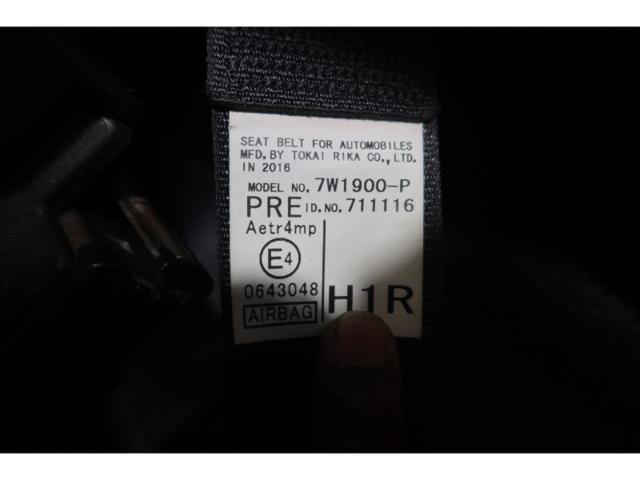 SEAT BELT FOR AUTOMOBILES
MFD. BY TOKAI RIKA CO., LTD.
IN 2016
MODEL NO. 7W1900-P
PRE ID.NO. 711116
Aetr4mp
E4
0643048
AIRBAG
H1R